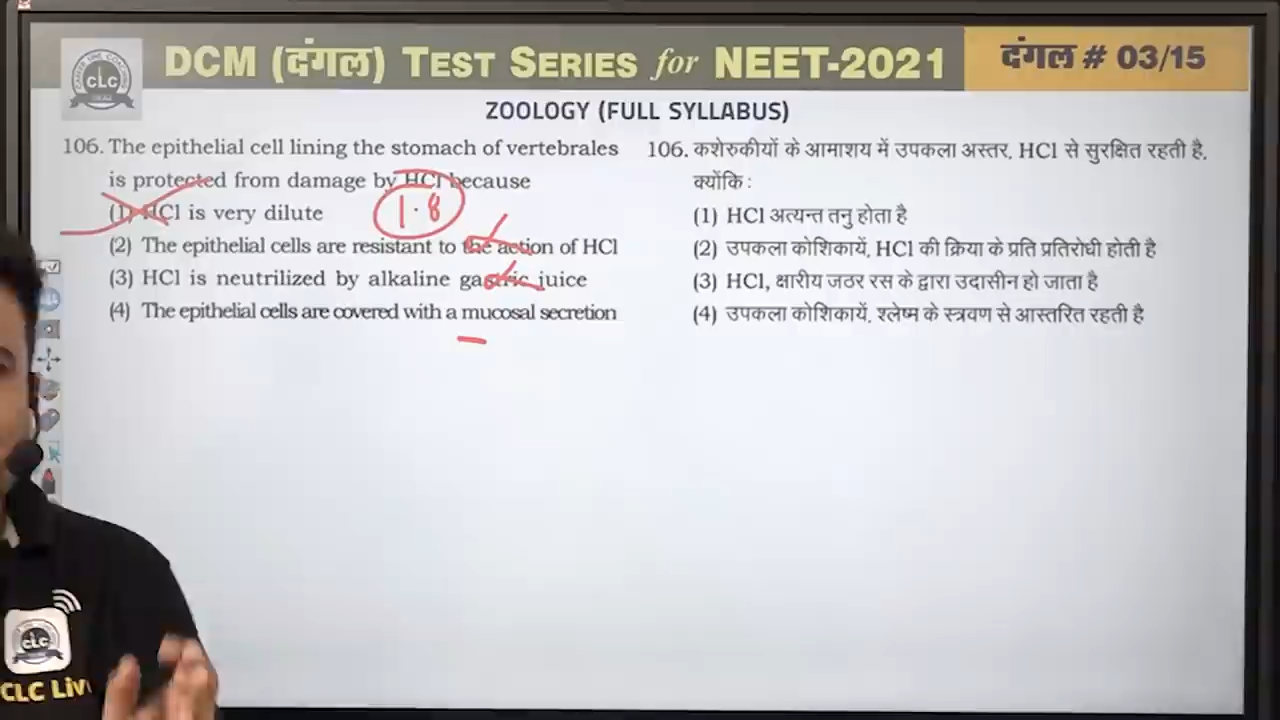 DCM (दंगल) TEST SERIES for NEET-2021
दंगल # 03/15
CLC
ZOOLOGY (FULL SYLLABUS)
106. The epithelial cell lining the stomach of vertebrales
is protected from damage by HCl because
(1) HCl is very dilute
1.8
(2) The epithelial cells are resistant to the action of HCl
(3) HCl is neutrilized by alkaline gastric juice
(4) The epithelial cells are covered with a mucosal secretion
106. कशेरुकीयों के आमाशय में उपकला अस्तर, HCl से सुरक्षित रहती है,
क्योंकि :
(1) HCl अत्यन्त तनु होता है
(2) उपकला कोशिकायें, HCl की क्रिया के प्रति प्रतिरोधी होती है
(3) HCl, क्षारीय जठर रस के द्वारा उदासीन हो जाता है
(4) उपकला कोशिकायें, श्लेष्म के स्त्रवण से आस्तरित रहती है
CLC
CLC Liv